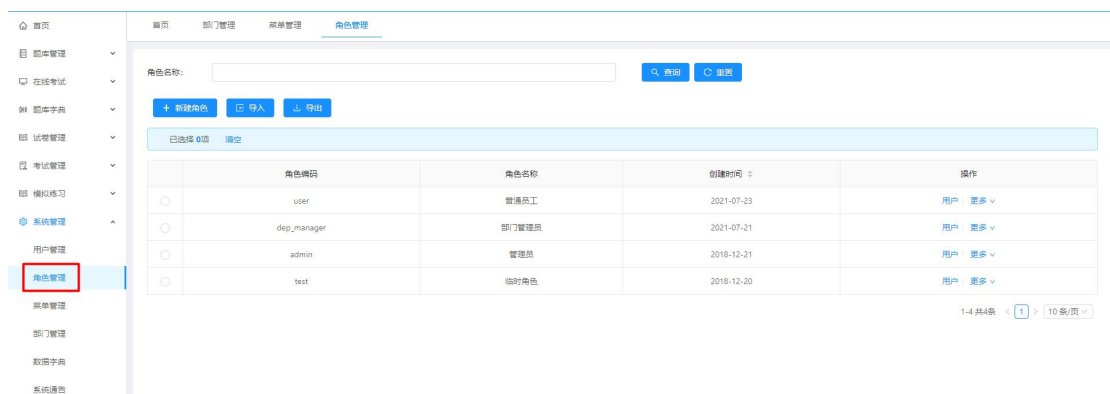 首页
题库管理
在线考试
题库字典
试卷管理
考试管理
模拟练习
系统管理
用户管理
角色管理
菜单管理
部门管理
数据字典
系统通告
首页 部门管理 菜单管理 角色管理
角色名称: 查询 重置
新建角色 导入 导出
已选择 0项 清空
角色编码 角色名称 创建时间 操作
user 普通员工 2021-07-23 用户 更多
dep_manager 部门管理员 2021-07-21 用户 更多
admin 管理员 2018-12-21 用户 更多
test 临时角色 2018-12-20 用户 更多
1-4 共4条 < 1 > 10 条/页